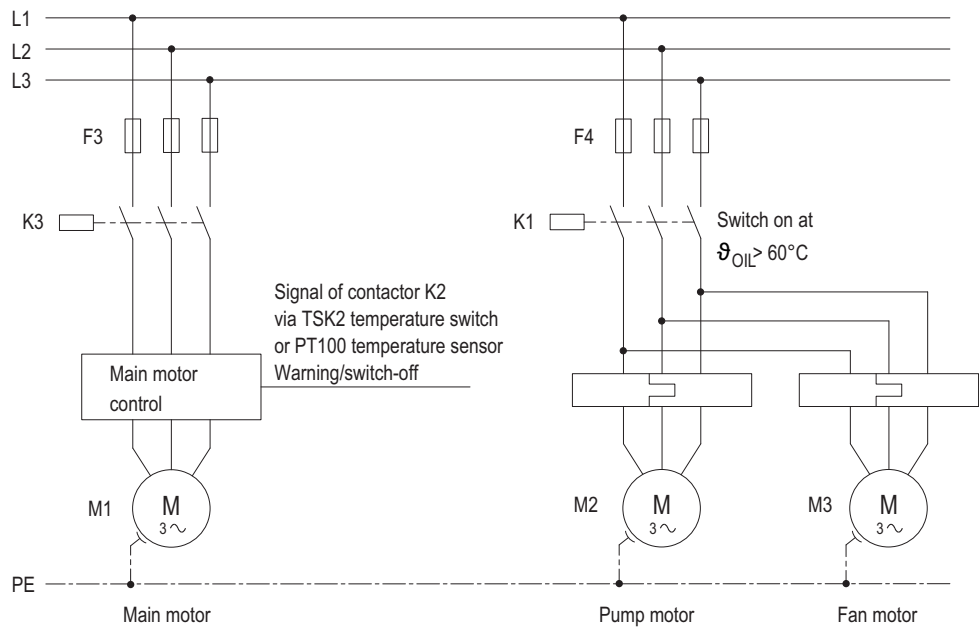 L1
L2
L3
F3
F4
K3
K1
Switch on at
ϑOIL> 60°C
Signal of contactor K2
via TSK2 temperature switch
or PT100 temperature sensor
Warning/switch-off
Main motor
control
M1
M
3 ~
M2
M
3 ~
M3
M
3 ~
PE
Main motor
Pump motor
Fan motor